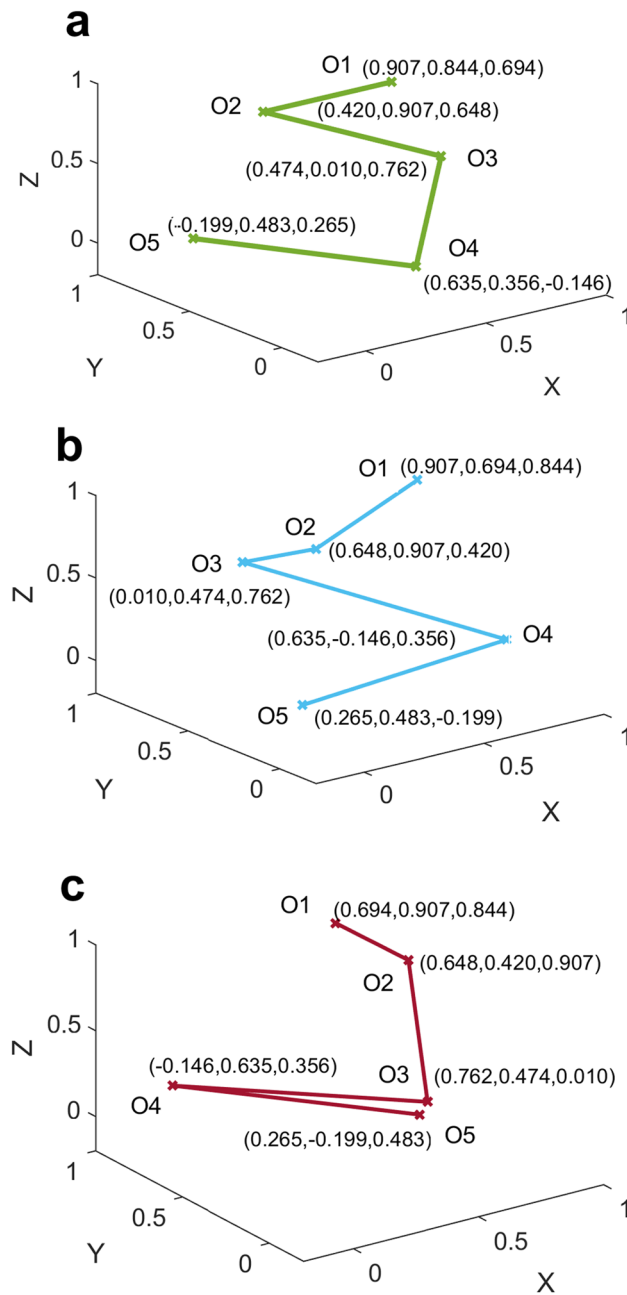 a
O1 (0.907,0.844,0.694)
O2 (0.420,0.907,0.648)
(0.474,0.010,0.762) O3
(-0.199,0.483,0.265)
O5
O4
(0.635,0.356,-0.146)
1
0.5
0
Z
1
0.5
0
Y
0
0.5
1
X
b
O1 (0.907,0.694,0.844)
O2
(0.648,0.907,0.420)
O3
(0.010,0.474,0.762)
(0.635,-0.146,0.356) O4
O5 (0.265,0.483,-0.199)
1
0.5
0
Z
1
0.5
0
Y
0
0.5
1
X
c
O1 (0.694,0.907,0.844)
(0.648,0.420,0.907)
O2
(-0.146,0.635,0.356)
O3 (0.762,0.474,0.010)
O4
(0.265,-0.199,0.483) O5
1
0.5
0
Z
1
0.5
0
Y
0
0.5
1
X